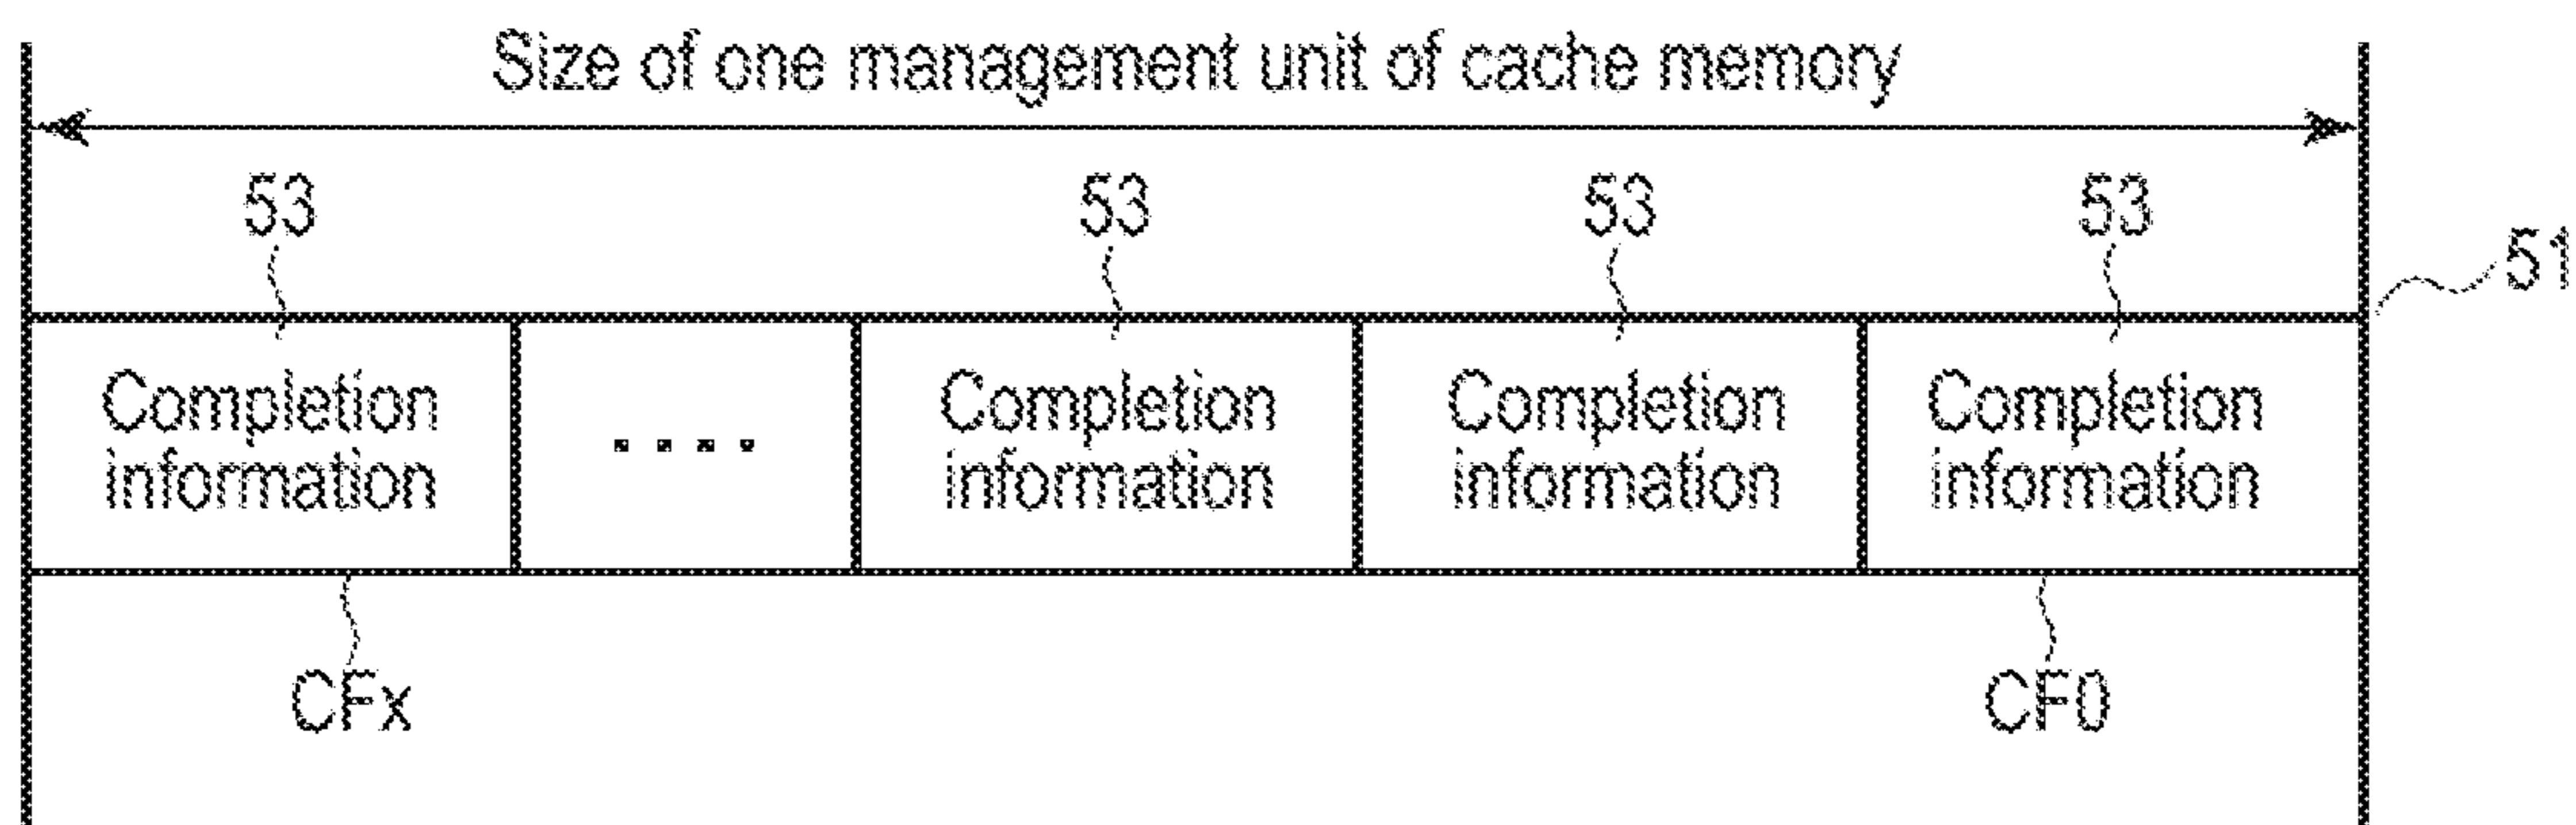 Size of one management unit of cache memory
53 53 53 53
51
Completion information .... Completion information Completion information Completion information
CFx CF0